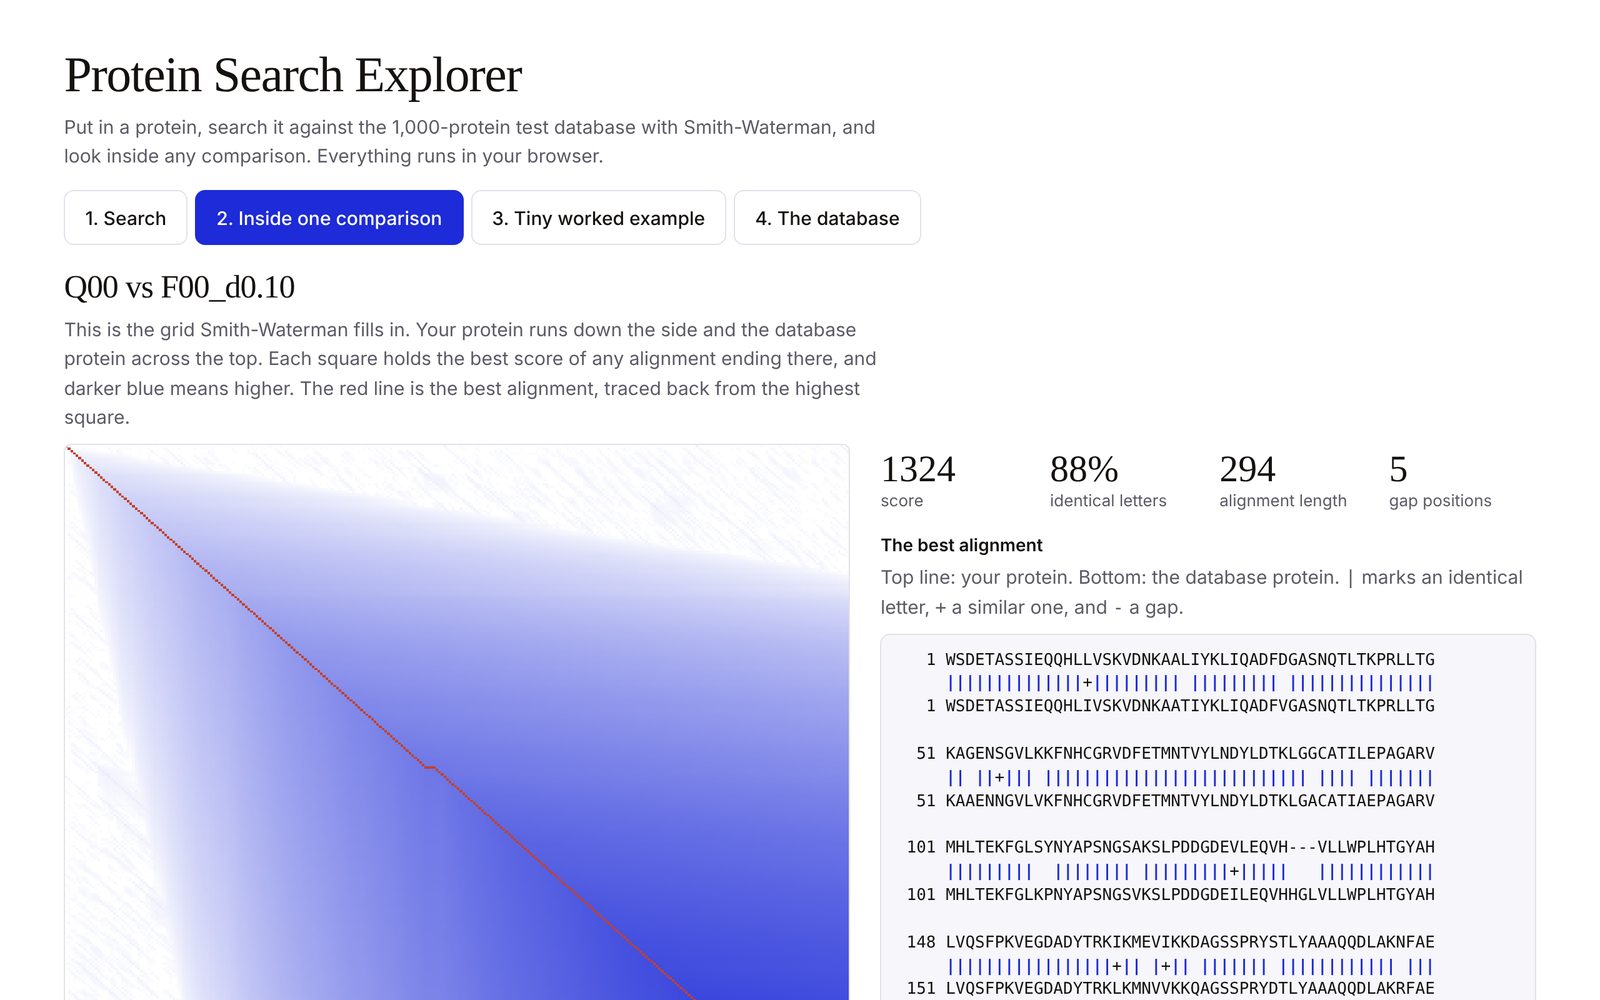 Protein Search Explorer
Put in a protein, search it against the 1,000-protein test database with Smith-Waterman, and
look inside any comparison. Everything runs in your browser.
1. Search
2. Inside one comparison
3. Tiny worked example
4. The database
Q00 vs F00_d0.10
This is the grid Smith-Waterman fills in. Your protein runs down the side and the database
protein across the top. Each square holds the best score of any alignment ending there, and
darker blue means higher. The red line is the best alignment, traced back from the highest
square.
1324
score
88%
identical letters
294
alignment length
5
gap positions
The best alignment
Top line: your protein. Bottom: the database protein. | marks an identical
letter, + a similar one, and - a gap.
1 WSDETASSIEQQHLLVSKVDNKAALIYKLIQADFDGASNQTLTKPRLLTG
||||||||||||||+||||||||| ||||||||| |||||||||||||||
1 WSDETASSIEQQHLIVSKVDNKAATIYKLIQADFVGASNQTLTKPRLLTG
51 KAGENSGVLKKFNHCGRVDFETMNTVYLNDYLDTKLGGCATILEPAGARV
|| ||+||| ||||||||||||||||||||||||||| |||| |||||||
51 KAAENNGVLVKFNHCGRVDFETMNTVYLNDYLDTKLGACATIAEPAGARV
101 MHLTEKFGLSYNYAPSNGSAKSLPDDGDEVLEQVH---VLLWPLHTGYAH
|||||||||  |||||||| |||||||||+|||||   ||||||||||||
101 MHLTEKFGLKPNYAPSNGSVKSLPDDGDEILEQVHHGLVLLWPLHTGYAH
148 LVQSFPKVEGDADYTRKIKMEVIKKDAGSSPRYSTLYAAAQQDLAKNFAE
|||||||||||||||||+|| |+|| ||||||| |||||||||||| |||
151 LVQSFPKVEGDADYTRKLKMNVVKKQAGSSPRYDTLYAAAQQDLAKRFAE